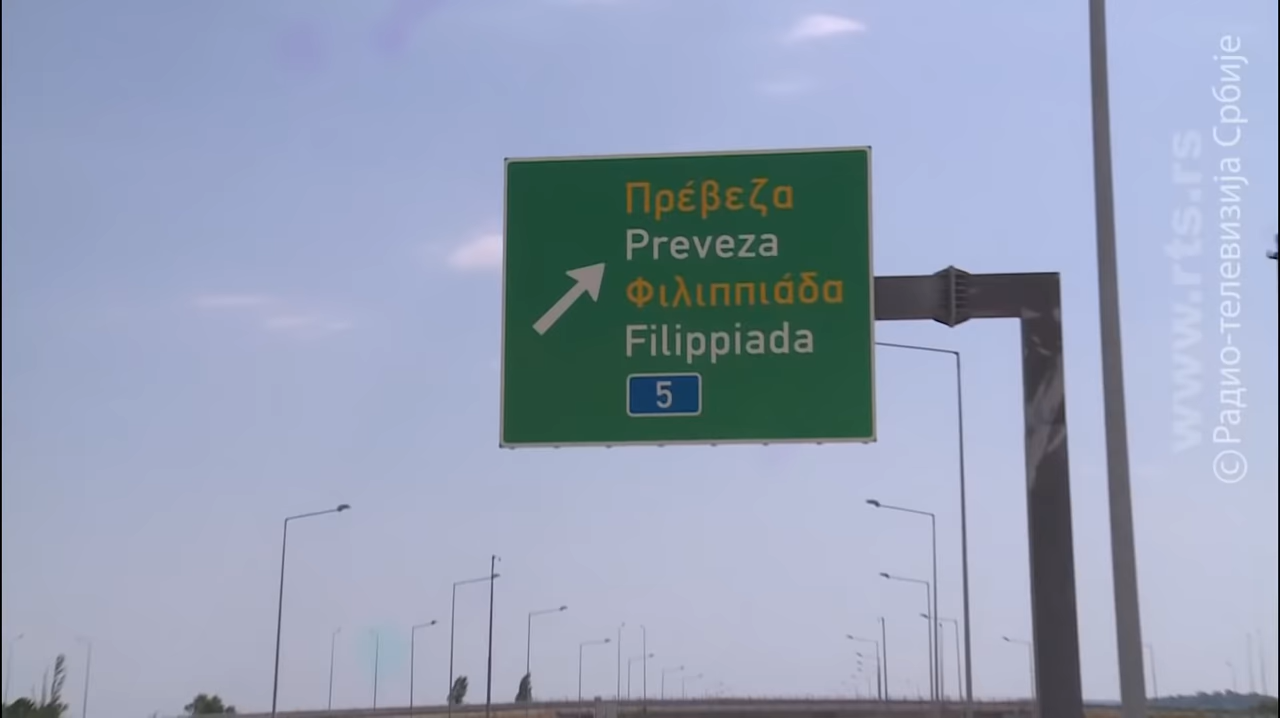 Πρέβεζα
Preveza
Φιλιππιάδα
Filippiada
5
www.rts.rs
© Радио-телевизија Србије